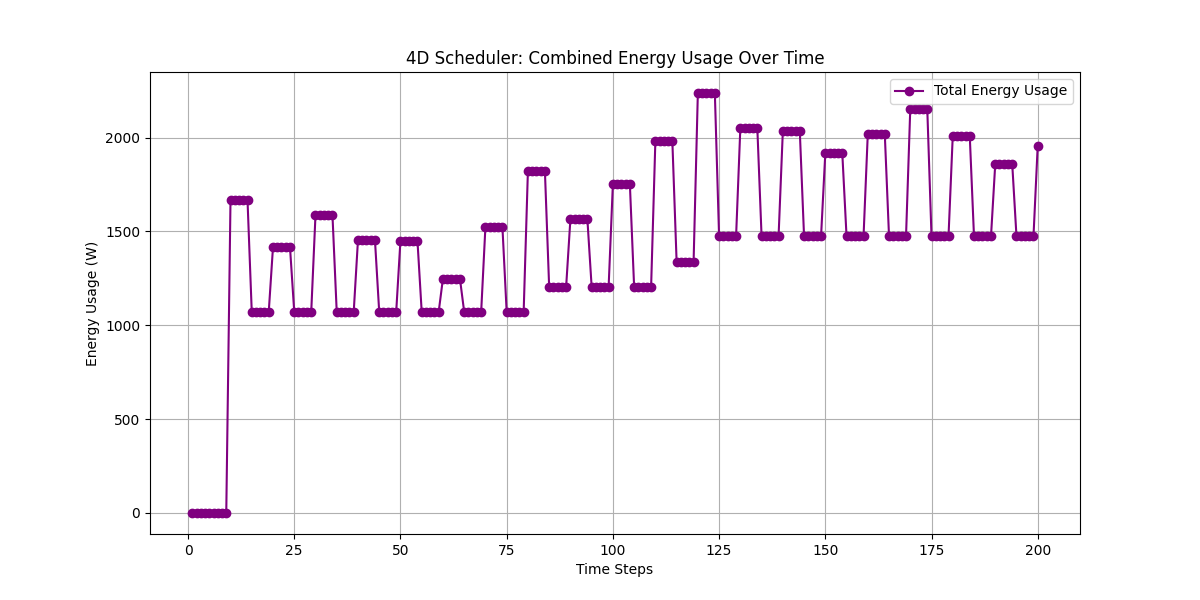 4D Scheduler: Combined Energy Usage Over Time
Total Energy Usage
Energy Usage (W)
2000
1500
1000
500
0
0 25 50 75 100 125 150 175 200
Time Steps